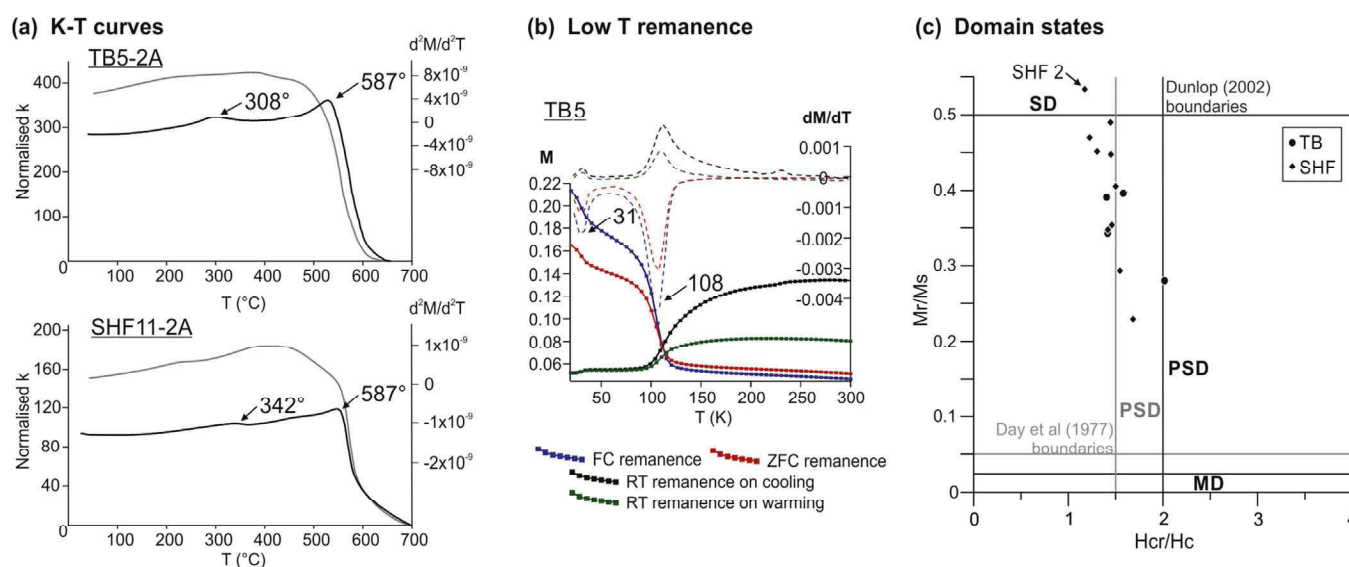 (a) K-T curves
TB5-2A
d²M/d²T
Normalised k
400
300
200
100
0
8x10⁻⁹
4x10⁻⁹
0
-4x10⁻⁹
-8x10⁻⁹
308°
587°
100 200 300 400 500 600 700
T (°C)
SHF11-2A
d²M/d²T
Normalised k
200
160
120
80
40
0
1x10⁻⁹
0
-1x10⁻⁹
-2x10⁻⁹
342°
587°
100 200 300 400 500 600 700
T (°C)
(b) Low T remanence
TB5
dM/dT
M
0.22
0.20
0.18
0.16
0.14
0.12
0.10
0.08
0.06
0.001
0
-0.001
-0.002
-0.003
-0.004
31
108
50 100 150 200 250 300
T (K)
FC remanence
ZFC remanence
RT remanence on cooling
RT remanence on warming
(c) Domain states
SHF 2
SD
Dunlop (2002)
boundaries
TB
SHF
Mr/Ms
0.5
0.4
0.3
0.2
0.1
0
PSD
PSD
Day et al (1977)
boundaries
MD
0 1 2 3 4
Hcr/Hc